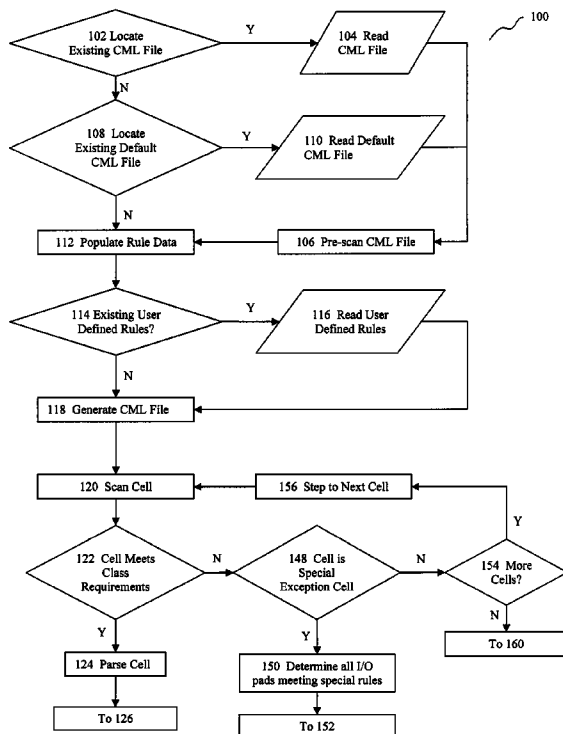 100
102 Locate
Existing CML File
Y
104 Read
CML File
N
108 Locate
Existing Default
CML File
Y
110 Read Default
CML File
N
112 Populate Rule Data
106 Pre-scan CML File
114 Existing User
Defined Rules?
Y
116 Read User
Defined Rules
N
118 Generate CML File
120 Scan Cell
156 Step to Next Cell
Y
122 Cell Meets
Class
Requirements
N
148 Cell is
Special
Exception Cell
N
154 More
Cells?
Y
Y
N
124 Parse Cell
150 Determine all I/O
pads meeting special rules
To 160
To 126
To 152